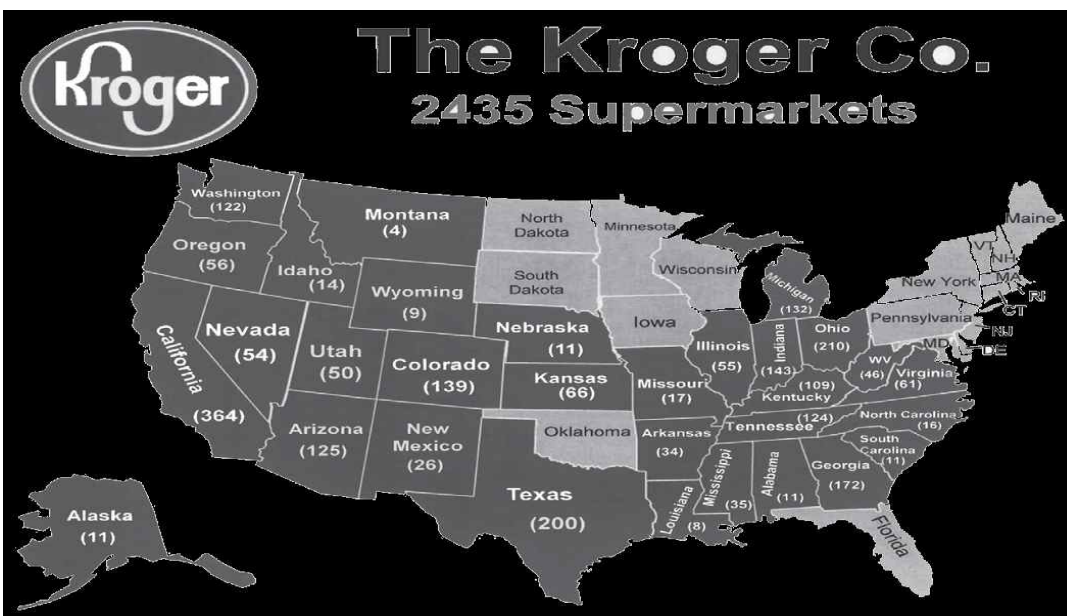 Kroger
The Kroger Co.
2435 Supermarkets
Washington
(122)
Oregon
(56)
Idaho
(14)
Montana
(4)
Wyoming
(9)
Nevada
(54)
California
(364)
Utah
(50)
Colorado
(139)
Arizona
(125)
New
Mexico
(26)
North
Dakota
South
Dakota
Nebraska
(11)
Kansas
(66)
Oklahoma
Texas
(200)
Minnesota
Iowa
Missouri
(17)
Arkansas
(34)
Louisiana
(8)
Wisconsin
Illinois
(55)
Michigan
(132)
Indiana
(143)
Ohio
(210)
Kentucky
(109)
Tennessee
(124)
Mississippi
(35)
Alabama
(11)
Georgia
(172)
Florida
South
Carolina
(11)
North Carolina
(16)
Virginia
(61)
WV
(46)
MD
DE
NJ
Pennsylvania
New York
CT
RI
MA
VT
NH
Maine
Alaska
(11)